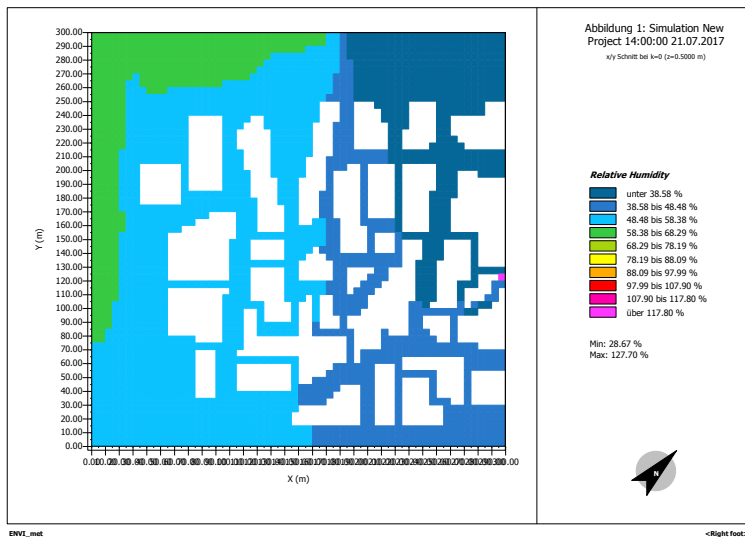 Abbildung 1: Simulation New
Project 14:00:00 21.07.2017
x/y Schnitt bei k=0 (z=0.5000 m)
300.00
290.00
280.00
270.00
260.00
250.00
240.00
230.00
220.00
210.00
200.00
190.00
180.00
170.00
160.00
150.00
140.00
130.00
120.00
110.00
100.00
90.00
80.00
70.00
60.00
50.00
40.00
30.00
20.00
10.00
0.00
Y (m)
X (m)
Relative Humidity
unter 38.58 %
38.58 bis 48.48 %
48.48 bis 58.38 %
58.38 bis 68.29 %
68.29 bis 78.19 %
78.19 bis 88.09 %
88.09 bis 97.99 %
97.99 bis 107.90 %
107.90 bis 117.80 %
über 117.80 %
Min: 28.67 %
Max: 127.70 %
N
ENVI_met
<Right foot: